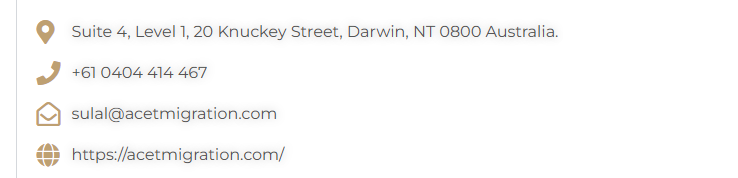 Suite 4, Level 1, 20 Knuckey Street, Darwin, NT 0800 Australia.
+61 0404 414 467
sulal@acetmigration.com
https://acetmigration.com/